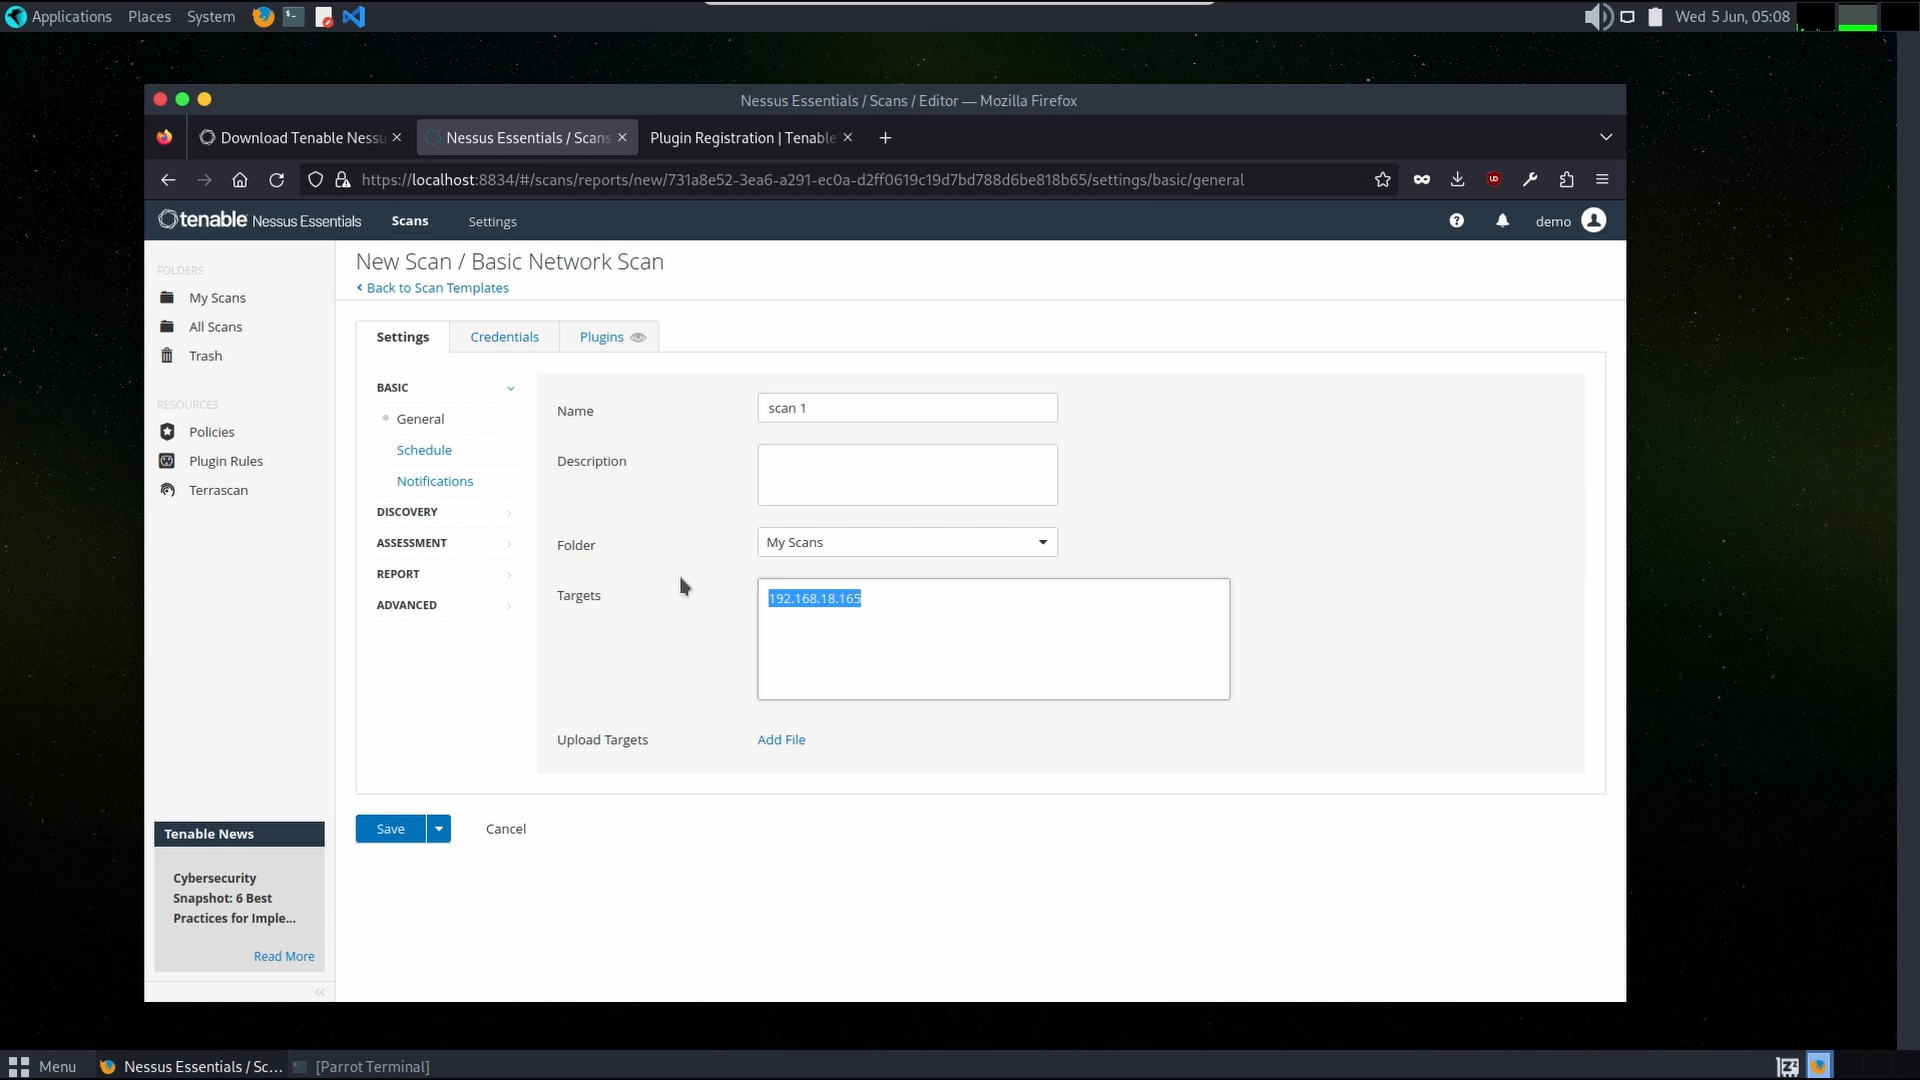 Applications Places System Wed 5 Jun, 05:08
Nessus Essentials / Scans / Editor — Mozilla Firefox
Download Tenable Nessu Nessus Essentials / Scans Plugin Registration | Tenable
https://localhost:8834/#/scans/reports/new/731a8e52-3ea6-a291-ec0a-d2ff0619c19d7bd788d6be818b65/settings/basic/general
tenable Nessus Essentials Scans Settings demo
FOLDERS
My Scans
All Scans
Trash
RESOURCES
Policies
Plugin Rules
Terrascan
Tenable News
Cybersecurity
Snapshot: 6 Best
Practices for Imple...
Read More
New Scan / Basic Network Scan
Back to Scan Templates
Settings Credentials Plugins
BASIC
General
Schedule
Notifications
DISCOVERY
ASSESSMENT
REPORT
ADVANCED
Name scan 1
Description
Folder My Scans
Targets 192.168.18.165
Upload Targets Add File
Save Cancel
Menu Nessus Essentials / Sc... [Parrot Terminal]